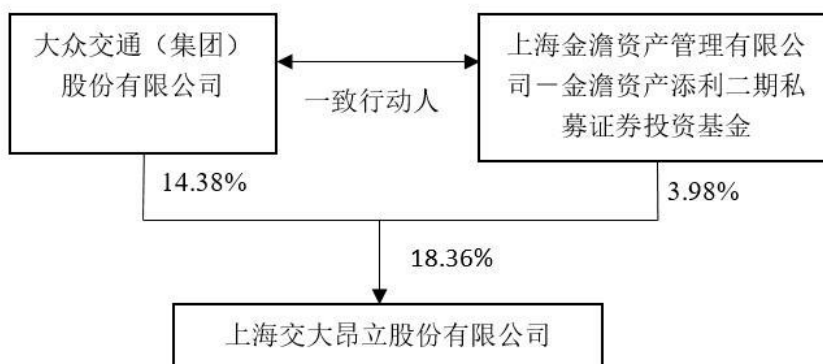 大众交通（集团）
股份有限公司
一致行动人
上海金澹资产管理有限公
司－金澹资产添利二期私
募证券投资基金
14.38%
3.98%
18.36%
上海交大昂立股份有限公司